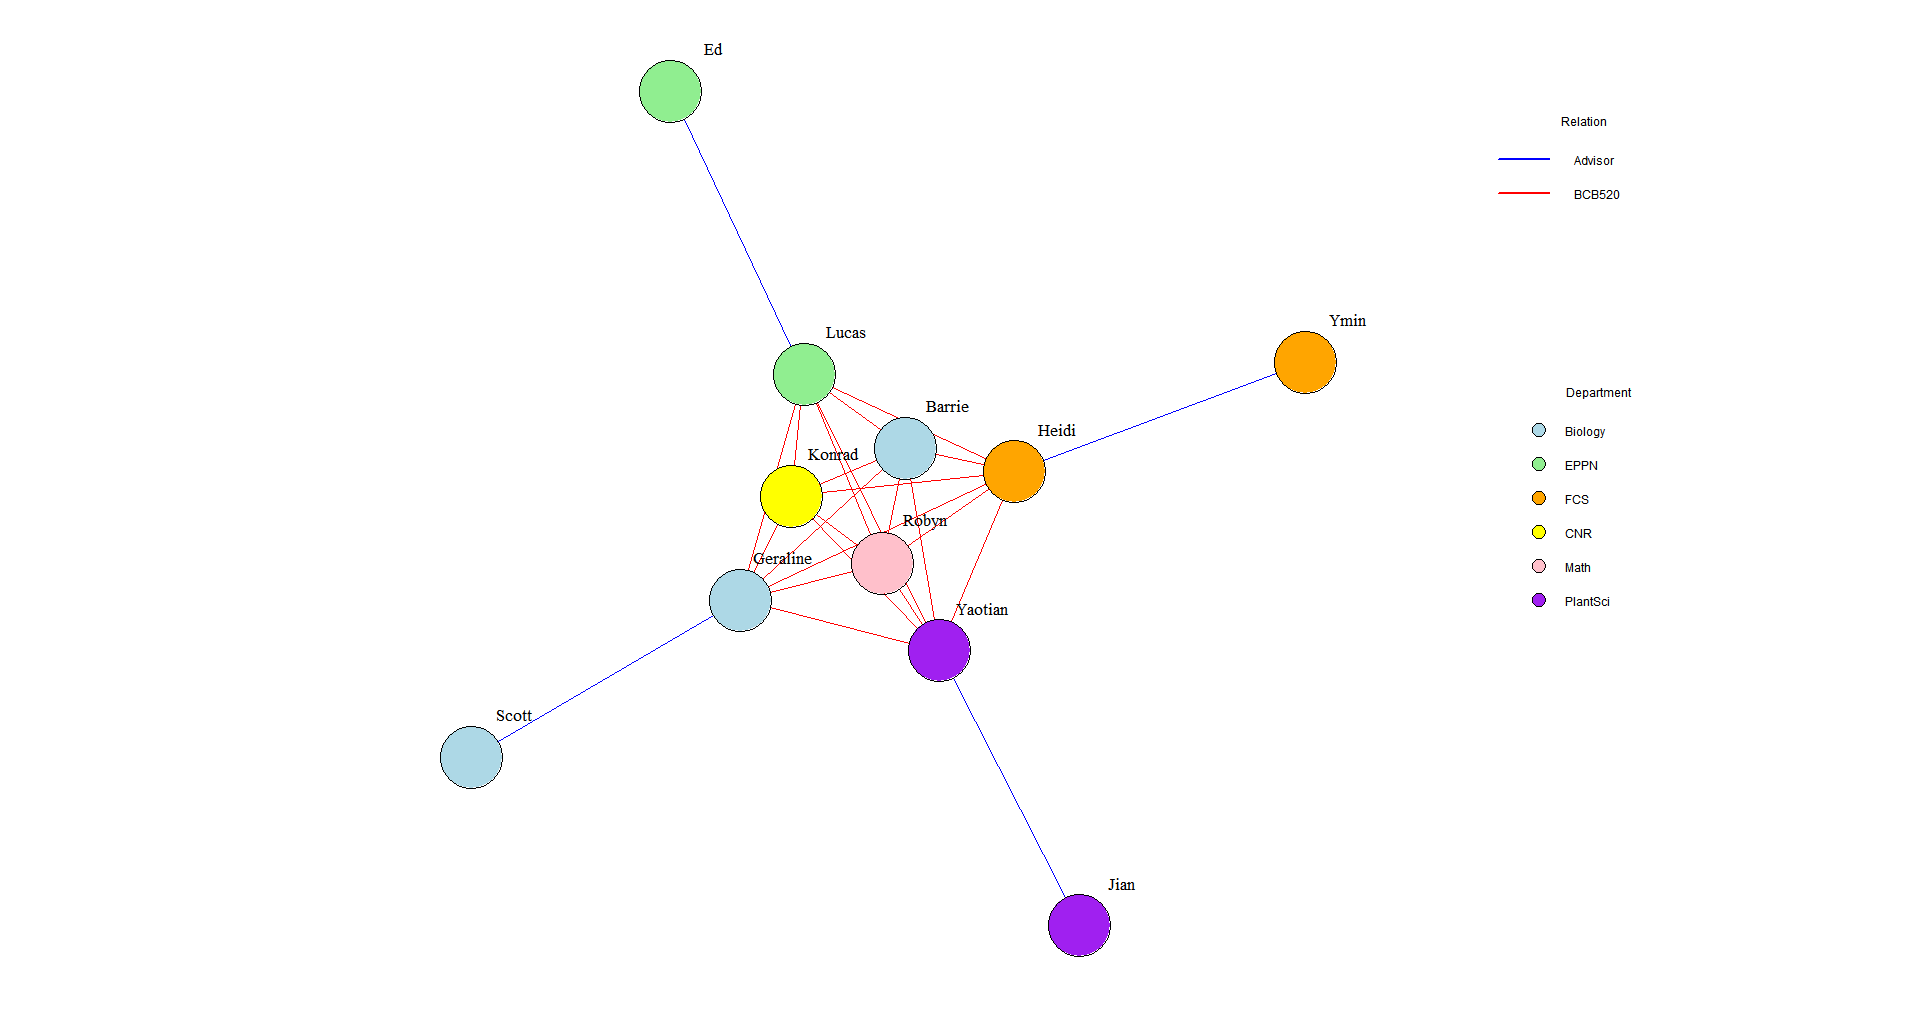 Ed
Relation
Advisor
BCB520
Ymin
Lucas
Department
Barrie
Heidi
Biology
Konrad
EPPN
FCS
Robyn
CNR
Geraline
Math
PlantSci
Yaotian
Scott
Jian